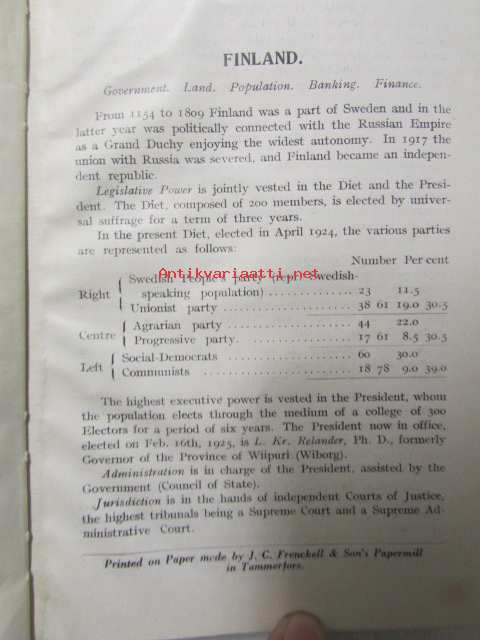 FINLAND.
Government. Land. Population. Banking. Finance.
From 1154 to 1809 Finland was a part of Sweden and in the
latter year was politically connected with the Russian Empire
as a Grand Duchy enjoying the widest autonomy. In 1917 the
union with Russia was severed, and Finland became an indepen-
dent republic.
Legislative Power is jointly vested in the Diet and the Presi-
dent. The Diet, composed of 200 members, is elected by univer-
sal suffrage for a term of three years.
In the present Diet, elected in April 1924, the various parties
are represented as follows:
Number Per cent
Antikvariaatti.net
Swedish People's party (repr. Swedish-
Right { speaking population) ............... 23 11.5
Unionist party ...................... 38 61 19.0 30.5
Centre { Agrarian party ...................... 44 22.0
Progressive party. ................... 17 61 8.5 30.5
Left { Social-Democrats ................... 60 30.0
Communists ........................ 18 78 9.0 39.0
The highest executive power is vested in the President, whom
the population elects through the medium of a college of 300
Electors for a period of six years. The President now in office,
elected on Feb. 16th, 1925, is L. Kr. Relander, Ph. D., formerly
Governor of the Province of Wiipuri (Wiborg).
Administration is in charge of the President, assisted by the
Government (Council of State).
Jurisdiction is in the hands of independent Courts of Justice,
the highest tribunals being a Supreme Court and a Supreme Ad-
ministrative Court.
Printed on Paper made by J. C. Frenckell & Son's Papermill
in Tammerfors.